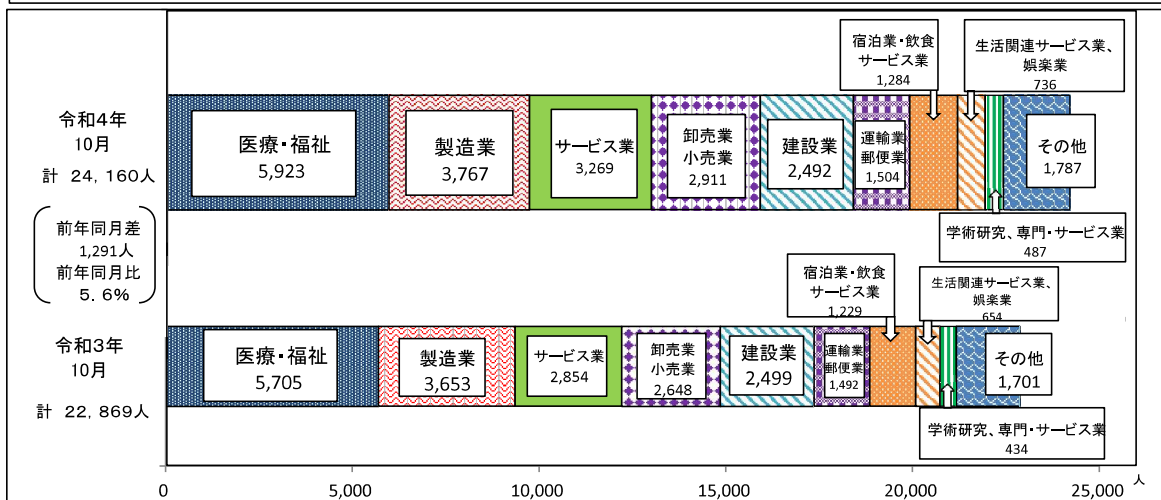 宿泊業・飲食
サービス業
1,284
生活関連サービス業、
娯楽業
736
令和4年
10月
計 24,160人
医療・福祉
5,923
製造業
3,767
サービス業
3,269
卸売業
小売業
2,911
建設業
2,492
運輸業
郵便業
1,504
その他
1,787
学術研究、専門・サービス業
487
前年同月差
1,291人
前年同月比
5.6%
宿泊業・飲食
サービス業
1,229
生活関連サービス業、
娯楽業
654
令和3年
10月
計 22,869人
医療・福祉
5,705
製造業
3,653
サービス業
2,854
卸売業
小売業
2,648
建設業
2,499
運輸業
郵便業
1,492
その他
1,701
学術研究、専門・サービス業
434
0 5,000 10,000 15,000 20,000 25,000 人